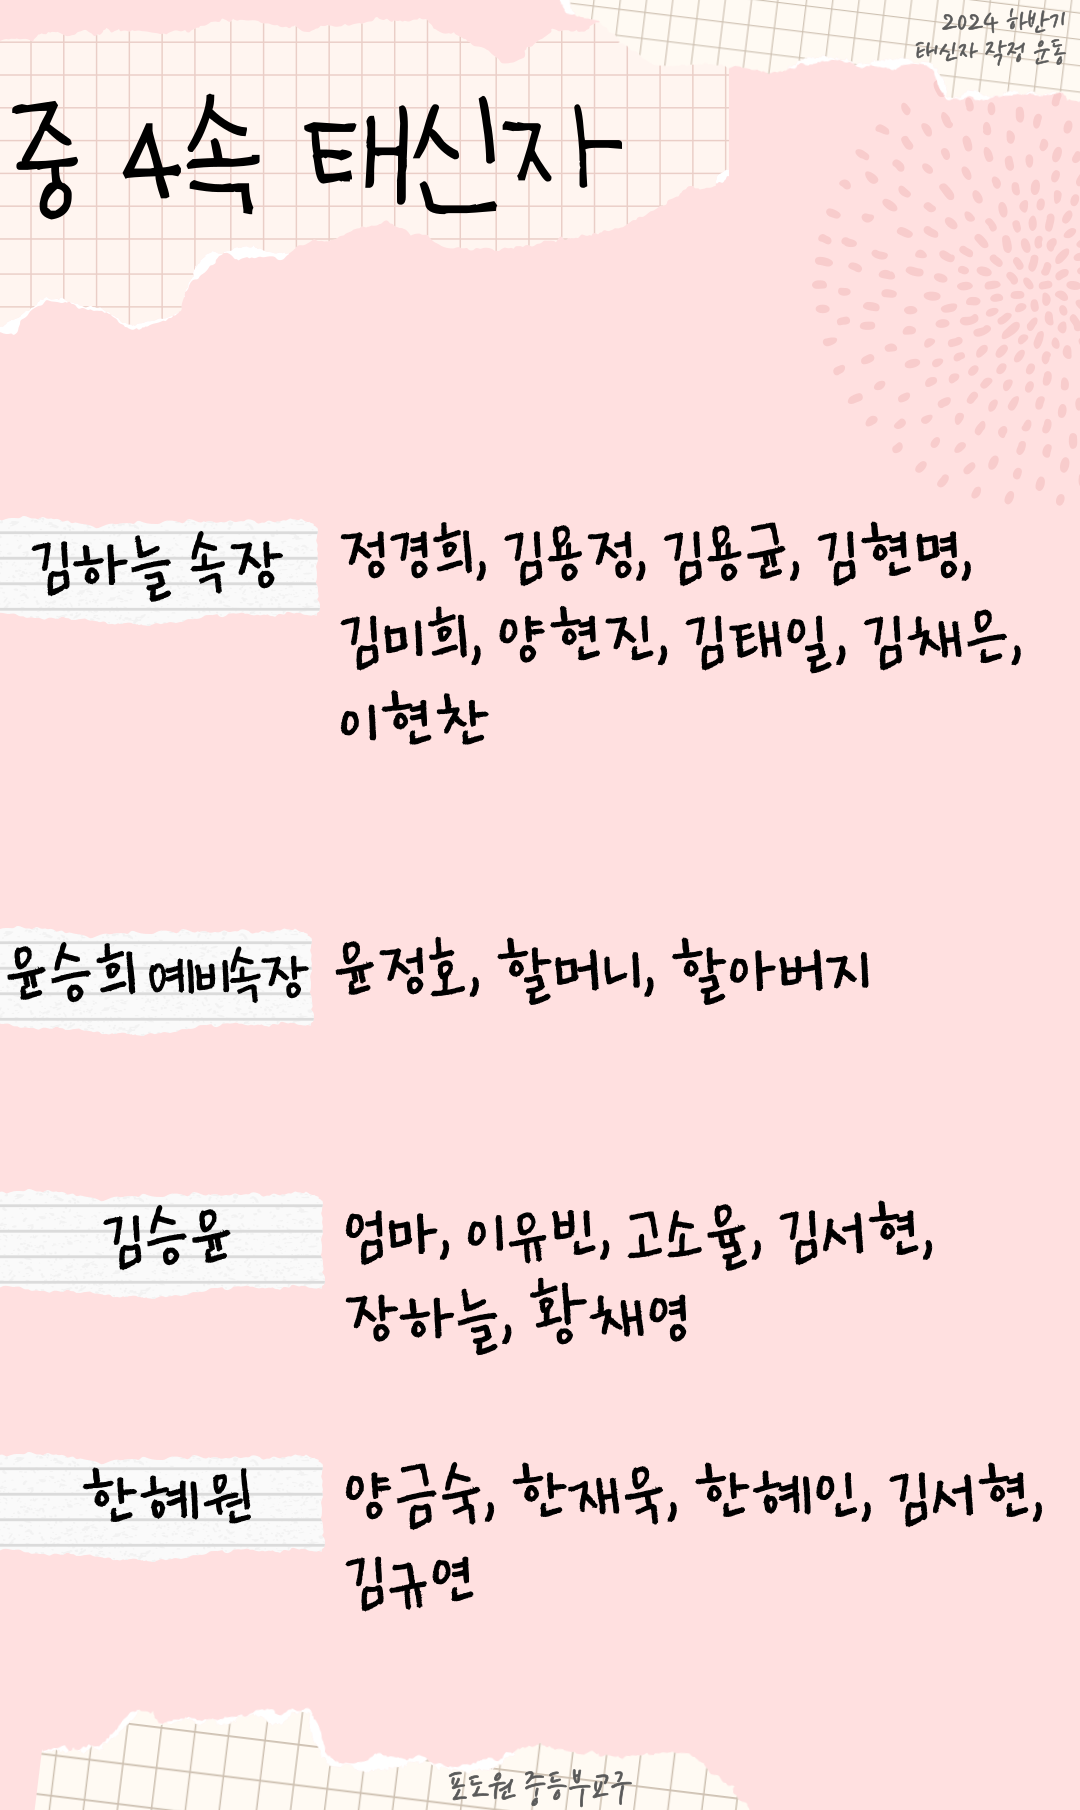 2024 하반기
태신자 작정 운동
중 4속 태신자
김하늘 속장
정경희, 김용정, 김용균, 김현명,
김미희, 양현진, 김태일, 김채은,
이현찬
윤승희 예비속장
윤정호, 할머니, 할아버지
김승윤
엄마, 이유빈, 고소율, 김서현,
장하늘, 황채영
한혜원
양금숙, 한재욱, 한혜인, 김서현,
김규연
포도원 중등부교구